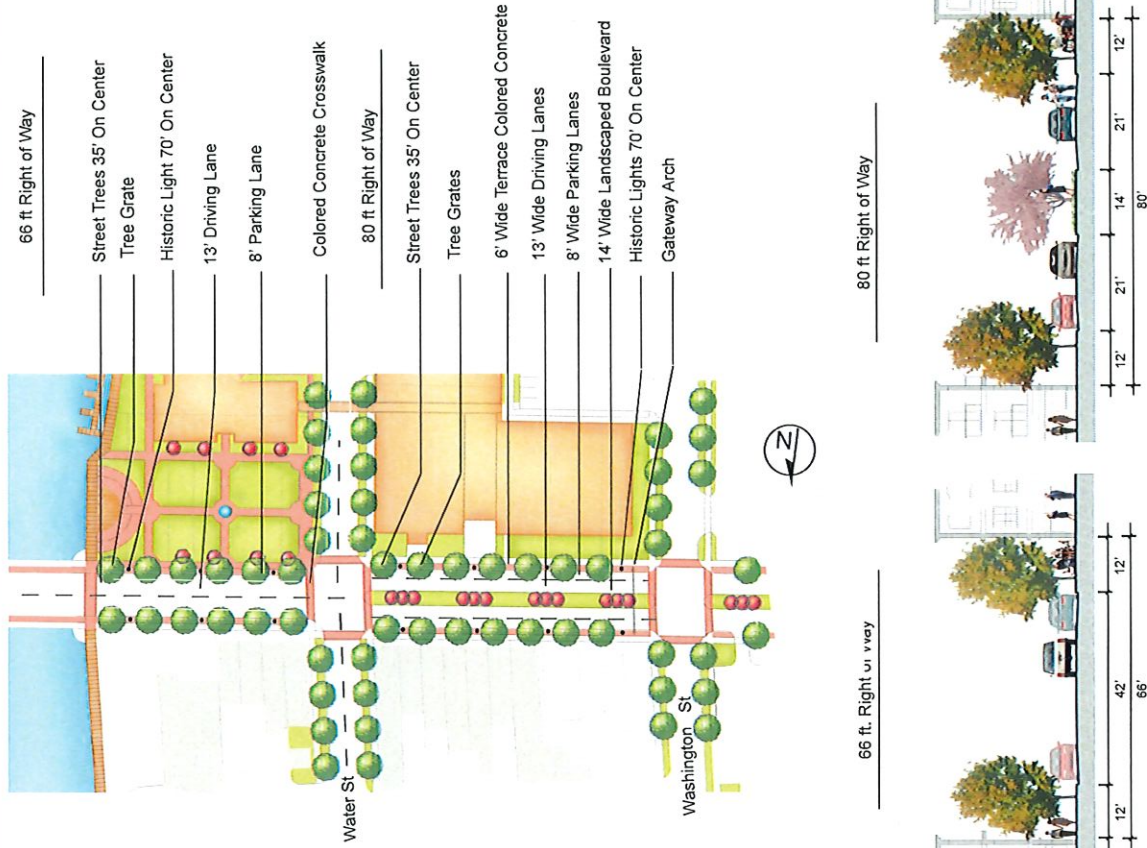 66 ft Right of Way
Street Trees 35' On Center
Tree Grate
Historic Light 70' On Center
13' Driving Lane
8' Parking Lane
Colored Concrete Crosswalk
80 ft Right of Way
Street Trees 35' On Center
Tree Grates
6' Wide Terrace Colored Concrete
13' Wide Driving Lanes
8' Wide Parking Lanes
14' Wide Landscaped Boulevard
Historic Lights 70' On Center
Gateway Arch
Water St
Washington St
N
66 ft. Right of Way
12'
42'
12'
66'
80 ft Right of Way
12'
21'
14'
21'
12'
80'